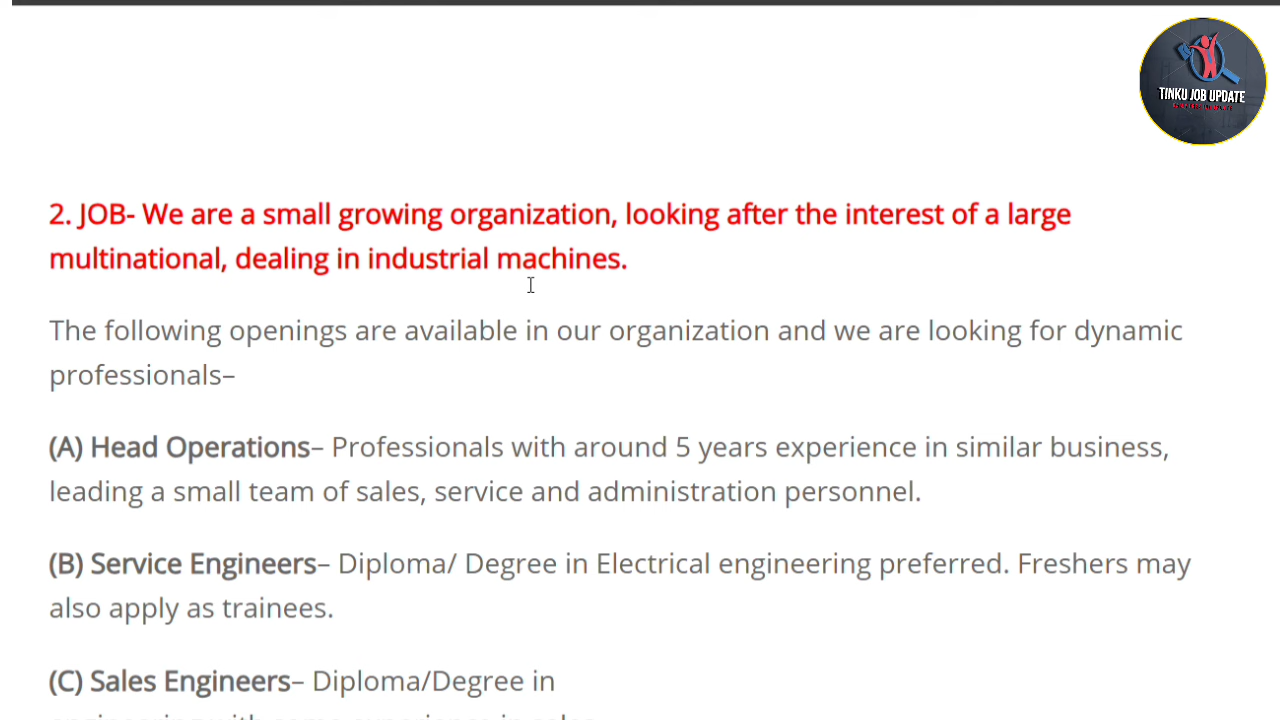 TINKU JOB UPDATE
2. JOB- We are a small growing organization, looking after the interest of a large
multinational, dealing in industrial machines.
The following openings are available in our organization and we are looking for dynamic
professionals–
(A) Head Operations– Professionals with around 5 years experience in similar business,
leading a small team of sales, service and administration personnel.
(B) Service Engineers– Diploma/ Degree in Electrical engineering preferred. Freshers may
also apply as trainees.
(C) Sales Engineers– Diploma/Degree in